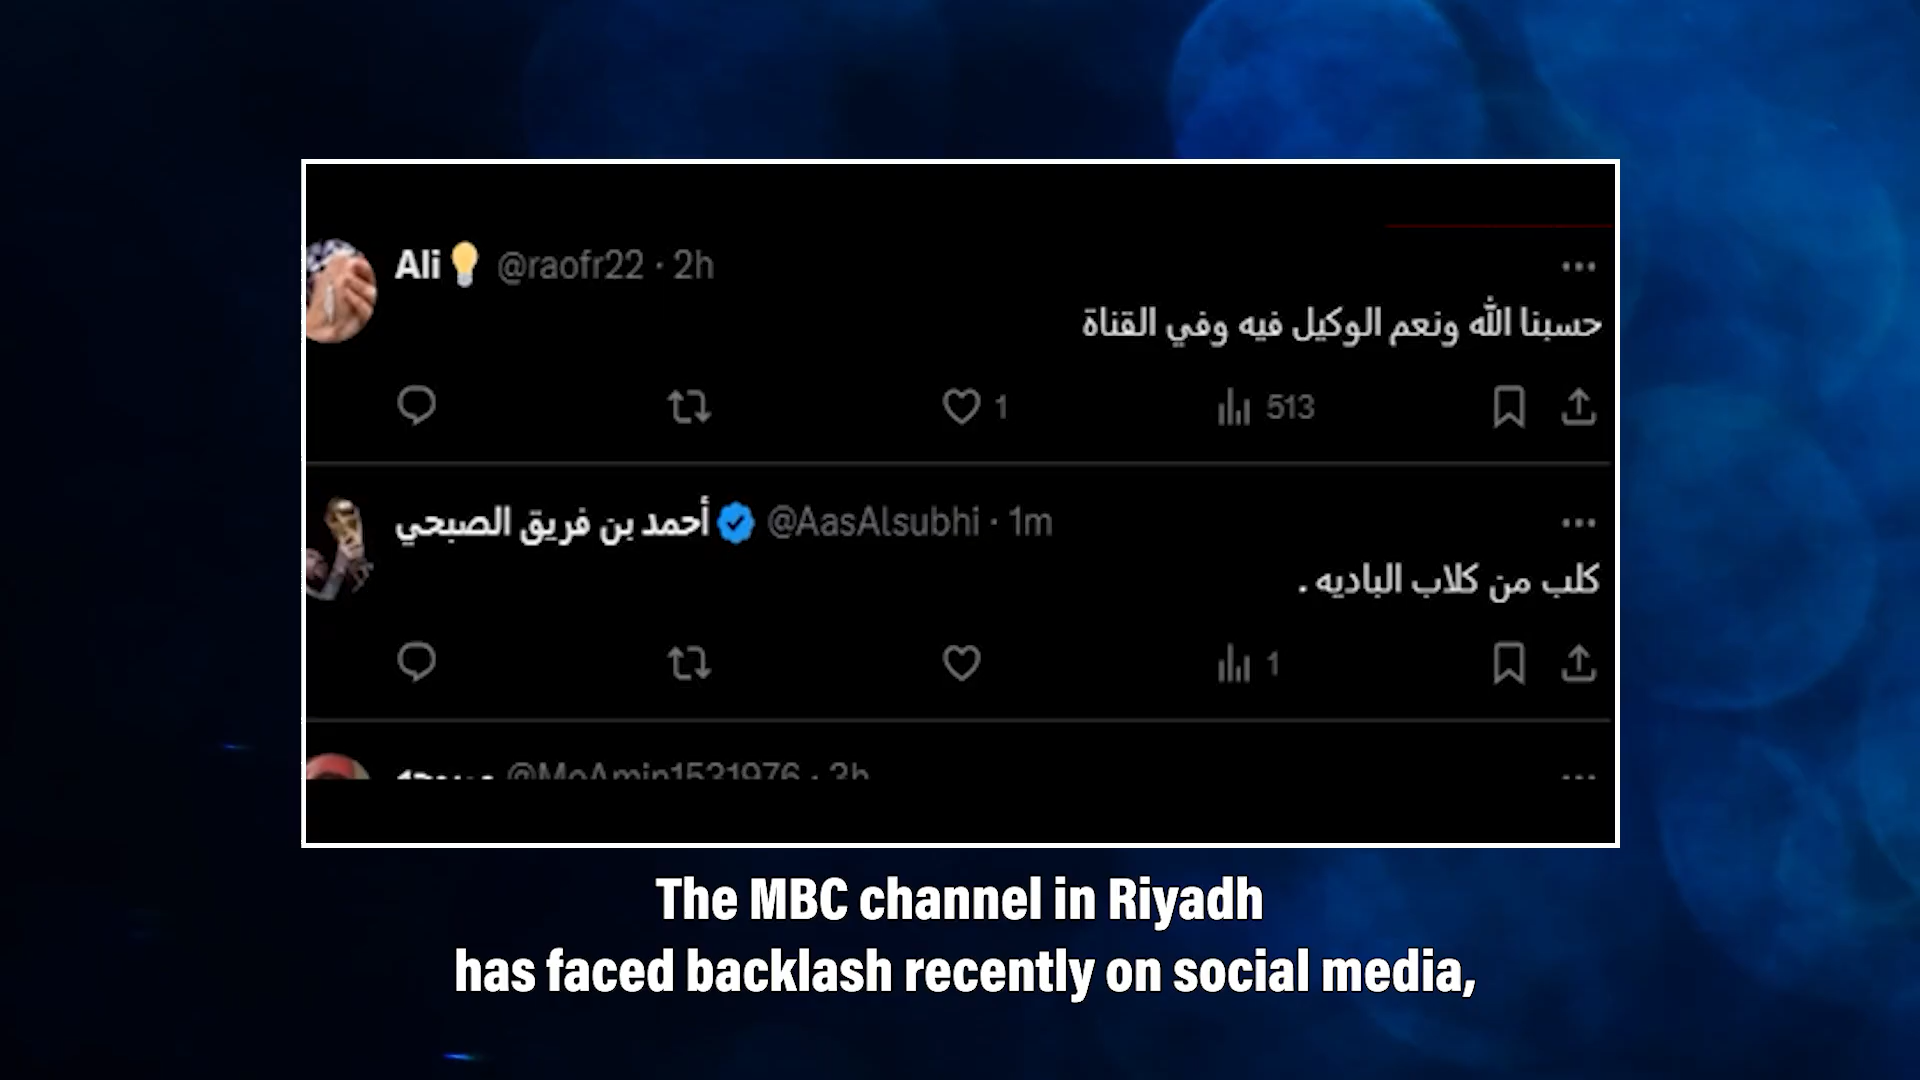 Ali💡 @raofr22 · 2h
حسبنا الله ونعم الوكيل فيه وفي القناة
1 513
أحمد بن فريق الصبحي @AasAlsubhi · 1m
كلب من كلاب الباديه .
1
@MoAmin1531976 · 3h
The MBC channel in Riyadh
has faced backlash recently on social media,